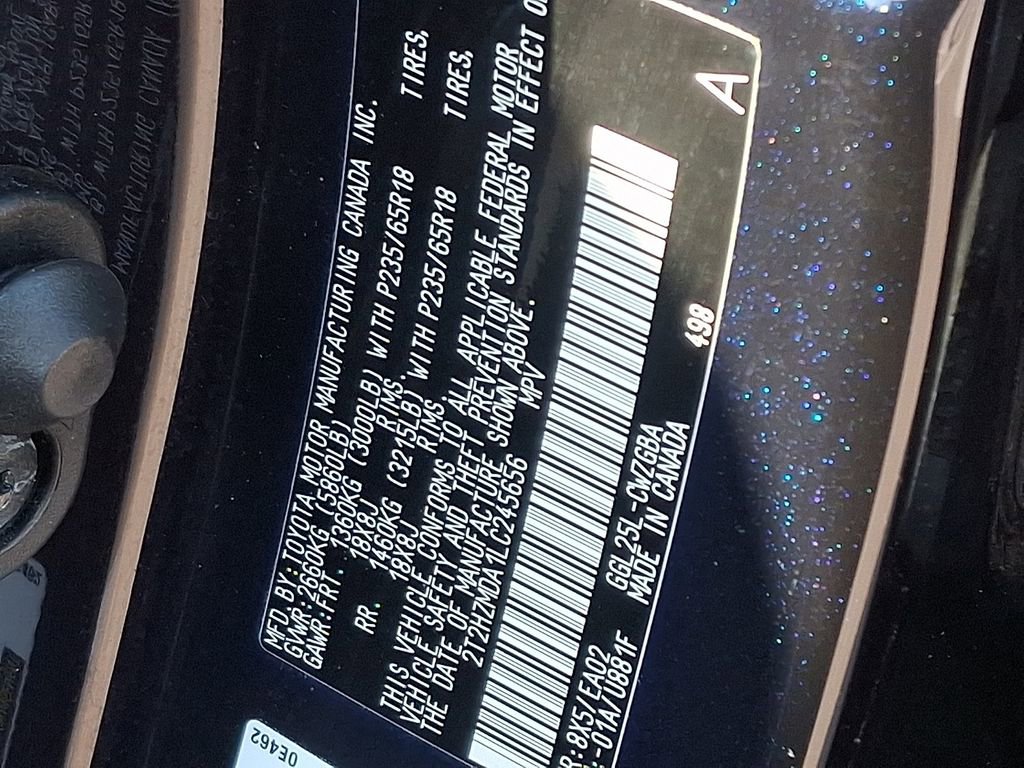 MFD. BY: TOYOTA MOTOR MANUFACTURING CANADA INC.
GVWR: 2660KG (5860LB)
GAWR: FRT. 1360KG (3000LB) WITH P235/65R18 TIRES,
18X8J RIMS.
RR. 1460KG (3215LB) WITH P235/65R18 TIRES.
18X8J RIMS.
THIS VEHICLE CONFORMS TO ALL APPLICABLE FEDERAL MOTOR
VEHICLE SAFETY AND THEFT PREVENTION STANDARDS IN EFFECT O
THE DATE OF MANUFACTURE SHOWN ABOVE.
2T2HZMDA1LC245656 MPV
A
R:8X5/EA02 GGL25L-CWZGBA
:-01A/U881F MADE IN CANADA 498
0E462